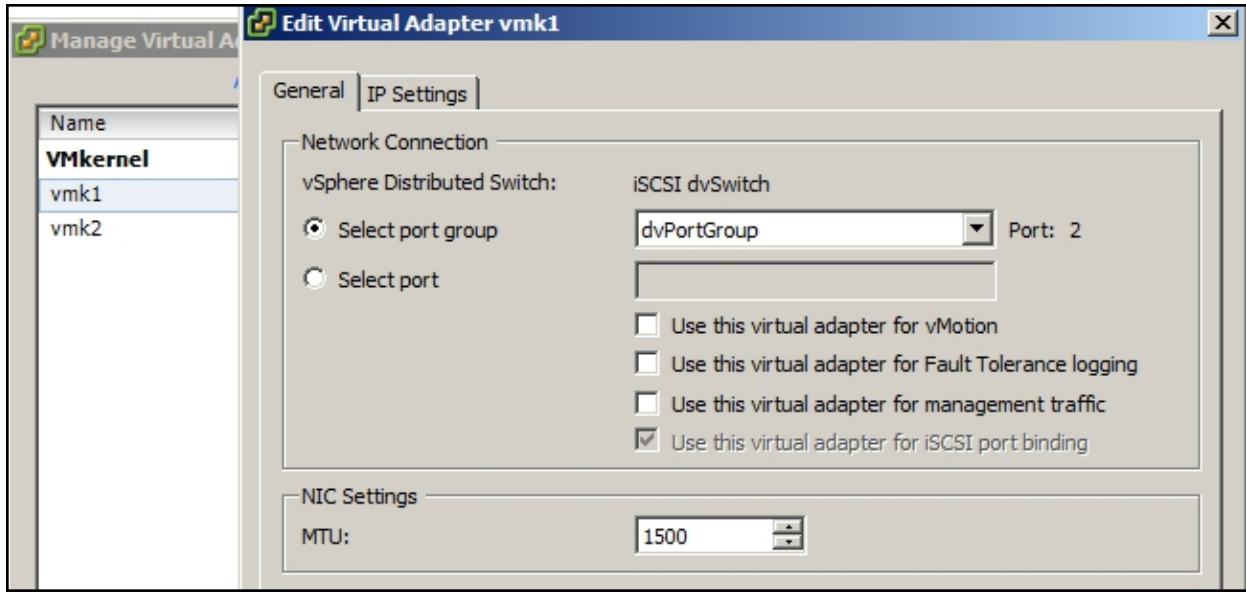 Manage Virtual A
Edit Virtual Adapter vmk1
General
IP Settings
Name
VMkernel
vmk1
vmk2
Network Connection
vSphere Distributed Switch: iSCSI dvSwitch
Select port group dvPortGroup Port: 2
Select port
Use this virtual adapter for vMotion
Use this virtual adapter for Fault Tolerance logging
Use this virtual adapter for management traffic
Use this virtual adapter for iSCSI port binding
NIC Settings
MTU: 1500